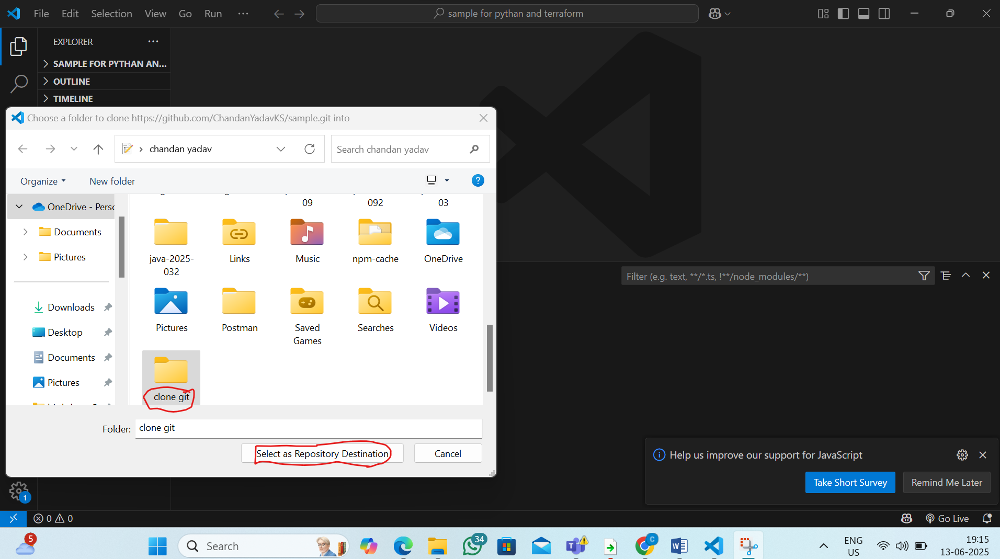 File Edit Selection View Go Run ···
sample for pythan and terraform
EXPLORER
SAMPLE FOR PYTHAN AN...
OUTLINE
TIMELINE
Choose a folder to clone https://github.com/ChandanYadavKS/sample.git into
chandan yadav
Search chandan yadav
Organize
New folder
OneDrive - Perso
Documents
Pictures
Downloads
Desktop
Documents
Pictures
09
092
03
java-2025-
032
Links
Music
npm-cache
OneDrive
Pictures
Postman
Saved
Games
Searches
Videos
clone git
Folder: clone git
Select as Repository Destination
Cancel
Filter (e.g. text, **/*.ts, !**/node_modules/**)
Help us improve our support for JavaScript
Take Short Survey
Remind Me Later
1
0 0
Go Live
5
Search
34
C
ENG
US
19:15
13-06-2025